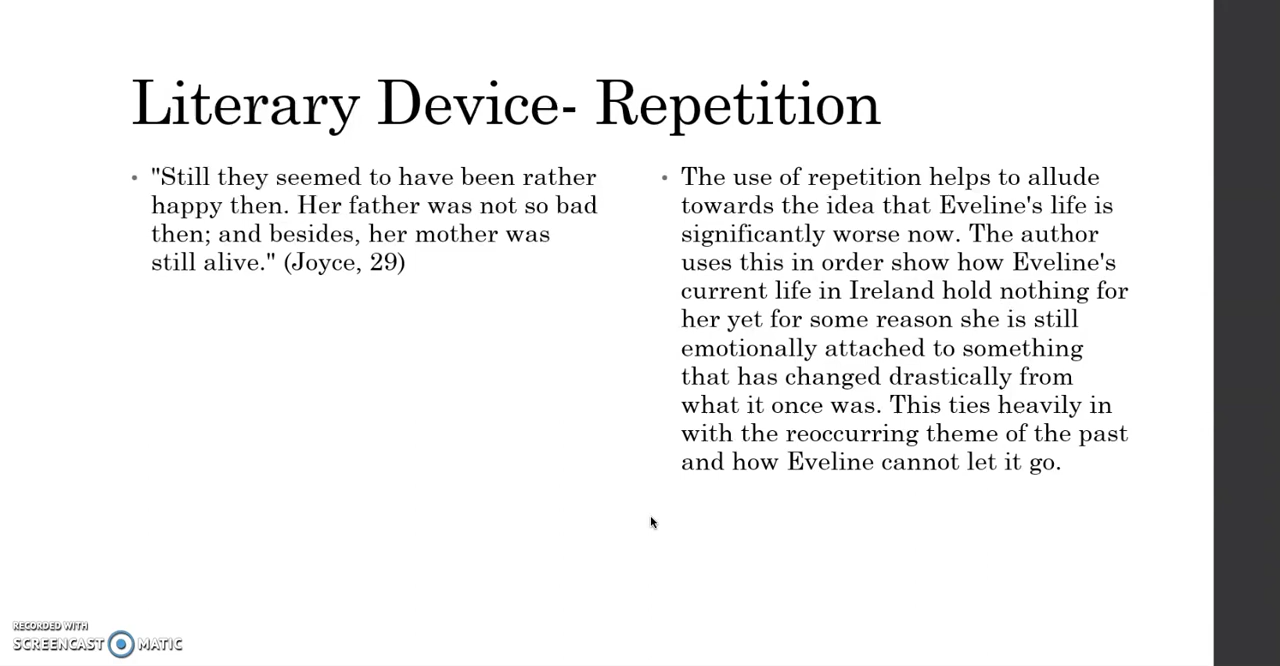 Literary Device- Repetition
• "Still they seemed to have been rather
happy then. Her father was not so bad
then; and besides, her mother was
still alive." (Joyce, 29)
• The use of repetition helps to allude
towards the idea that Eveline's life is
significantly worse now. The author
uses this in order show how Eveline's
current life in Ireland hold nothing for
her yet for some reason she is still
emotionally attached to something
that has changed drastically from
what it once was. This ties heavily in
with the reoccurring theme of the past
and how Eveline cannot let it go.
RECORDED WITH
SCREENCAST MATIC